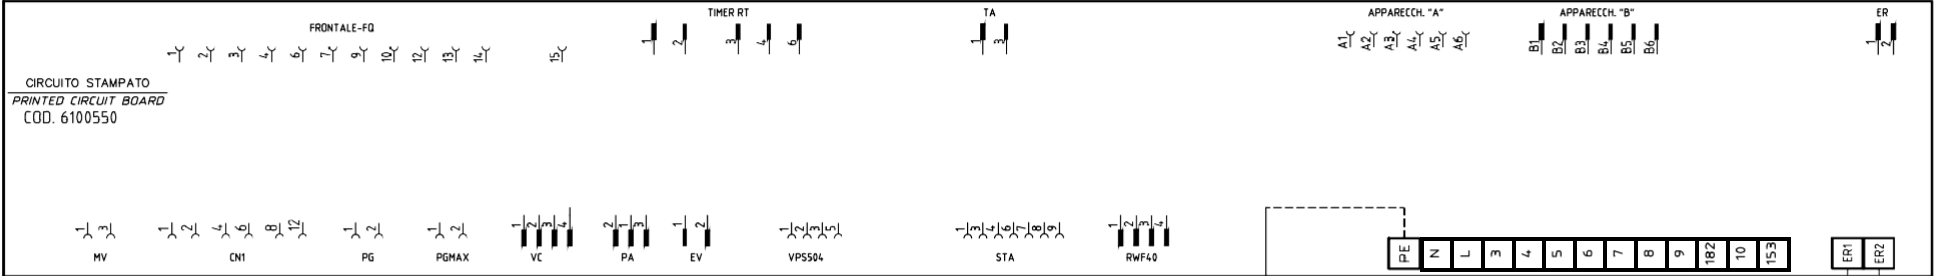 FRONTALE-FQ
TIMER RT
TA
APPARECCH. "A"
APPARECCH. "B"
ER
1 2 3 4 6 7 9 10 12 13 14 15
1 2 3 4 6
1 3
A1 A2 A3 A4 A5 A6
B1 B2 B3 B4 B5 B6
1 2
CIRCUITO STAMPATO
PRINTED CIRCUIT BOARD
COD. 6100550
1 3
1 2 4 6 8 12
1 2
1 2
1 2 3 4
2 1 3
1 2
1 2 3 5
1 3 4 6 7 8 9
1 2 3 4
PE N L 3 4 5 6 7 8 9 182 10 153
ER1 ER2
MV
CN1
PG
PGMAX
VC
PA
EV
VPS504
STA
RWF40